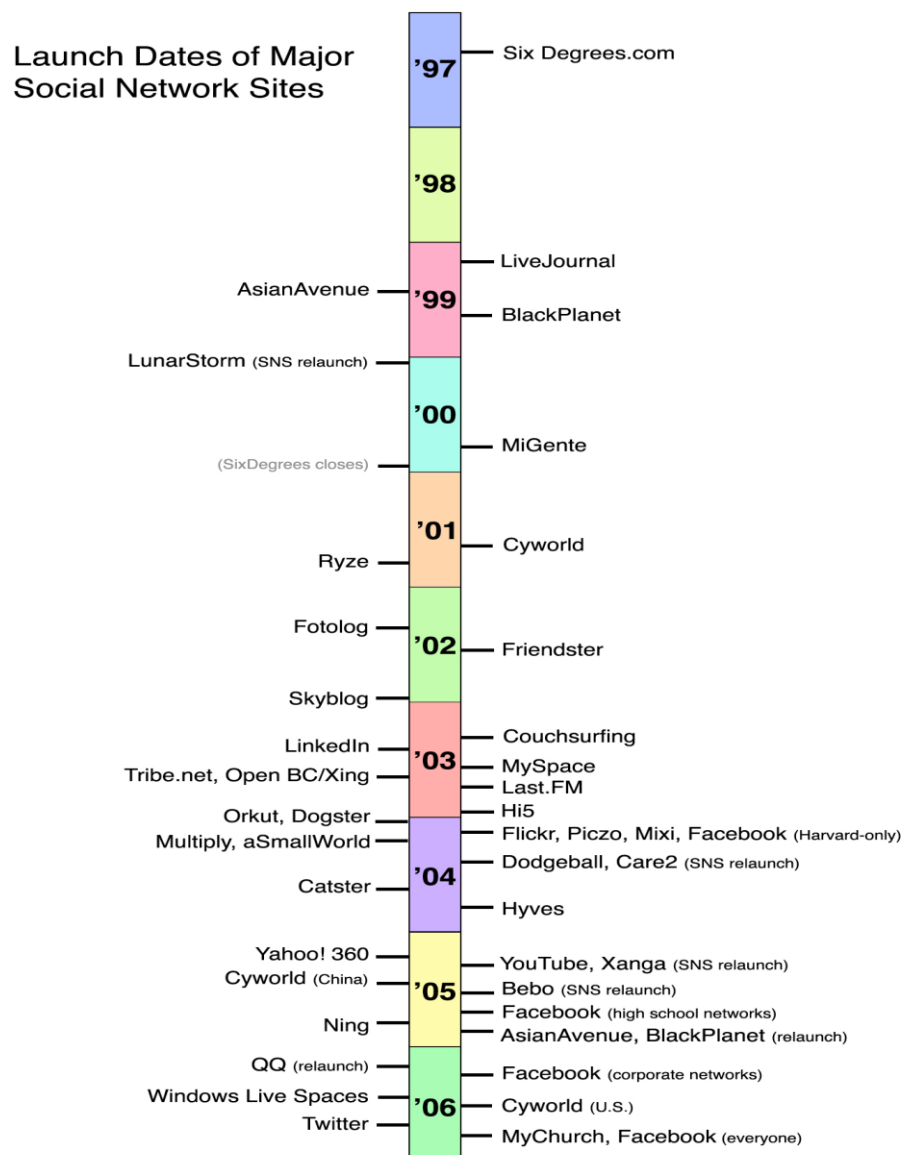 Launch Dates of Major
Social Network Sites
’97
Six Degrees.com
’98
LiveJournal
AsianAvenue
’99
BlackPlanet
LunarStorm (SNS relaunch)
’00
MiGente
(SixDegrees closes)
’01
Cyworld
Ryze
Fotolog
’02
Friendster
Skyblog
Couchsurfing
LinkedIn
’03
MySpace
Tribe.net, Open BC/Xing
Last.FM
Hi5
Orkut, Dogster
Flickr, Piczo, Mixi, Facebook (Harvard-only)
Multiply, aSmallWorld
Dodgeball, Care2 (SNS relaunch)
’04
Catster
Hyves
Yahoo! 360
YouTube, Xanga (SNS relaunch)
Cyworld (China)
Bebo (SNS relaunch)
’05
Facebook (high school networks)
Ning
AsianAvenue, BlackPlanet (relaunch)
QQ (relaunch)
Facebook (corporate networks)
Windows Live Spaces
’06
Cyworld (U.S.)
Twitter
MyChurch, Facebook (everyone)